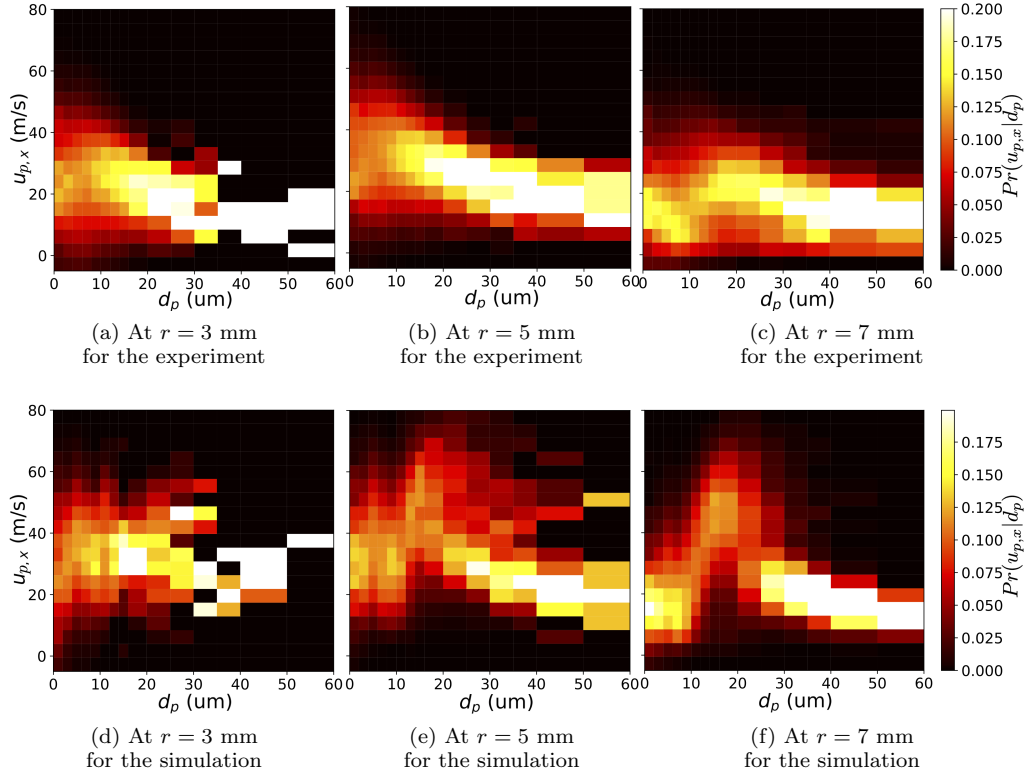 80
60
40
20
0
u_{p,x} (m/s)
0 10 20 30 40 50 60
d_p (um)
0 10 20 30 40 50 60
d_p (um)
0 10 20 30 40 50 60
d_p (um)
0.200
0.175
0.150
0.125
0.100
0.075
0.050
0.025
0.000
Pr(u_{p,x}|d_p)
(a) At r = 3 mm
for the experiment
(b) At r = 5 mm
for the experiment
(c) At r = 7 mm
for the experiment
80
60
40
20
0
u_{p,x} (m/s)
0 10 20 30 40 50 60
d_p (um)
0 10 20 30 40 50 60
d_p (um)
0 10 20 30 40 50 60
d_p (um)
0.175
0.150
0.125
0.100
0.075
0.050
0.025
0.000
Pr(u_{p,x}|d_p)
(d) At r = 3 mm
for the simulation
(e) At r = 5 mm
for the simulation
(f) At r = 7 mm
for the simulation